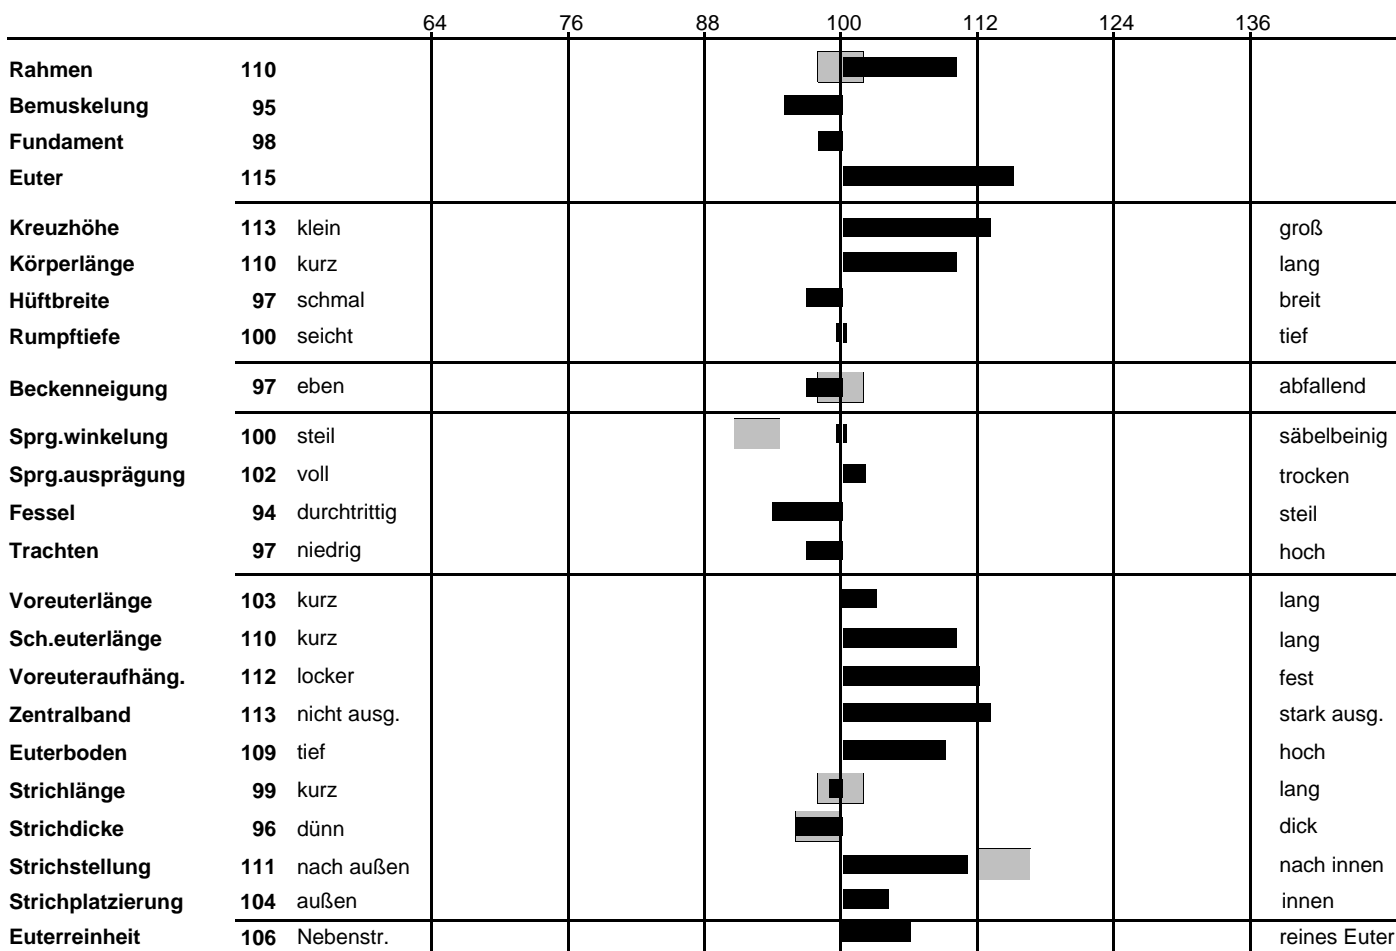 64 76 88 100 112 124 136
Rahmen 110
Bemuskelung 95
Fundament 98
Euter 115
Kreuzhöhe 113 klein groß
Körperlänge 110 kurz lang
Hüftbreite 97 schmal breit
Rumpftiefe 100 seicht tief
Beckenneigung 97 eben abfallend
Sprg.winkelung 100 steil säbelbeinig
Sprg.ausprägung 102 voll trocken
Fessel 94 durchtrittig steil
Trachten 97 niedrig hoch
Voreuterlänge 103 kurz lang
Sch.euterlänge 110 kurz lang
Voreuteraufhäng. 112 locker fest
Zentralband 113 nicht ausg. stark ausg.
Euterboden 109 tief hoch
Strichlänge 99 kurz lang
Strichdicke 96 dünn dick
Strichstellung 111 nach außen nach innen
Strichplatzierung 104 außen innen
Euterreinheit 106 Nebenstr. reines Euter